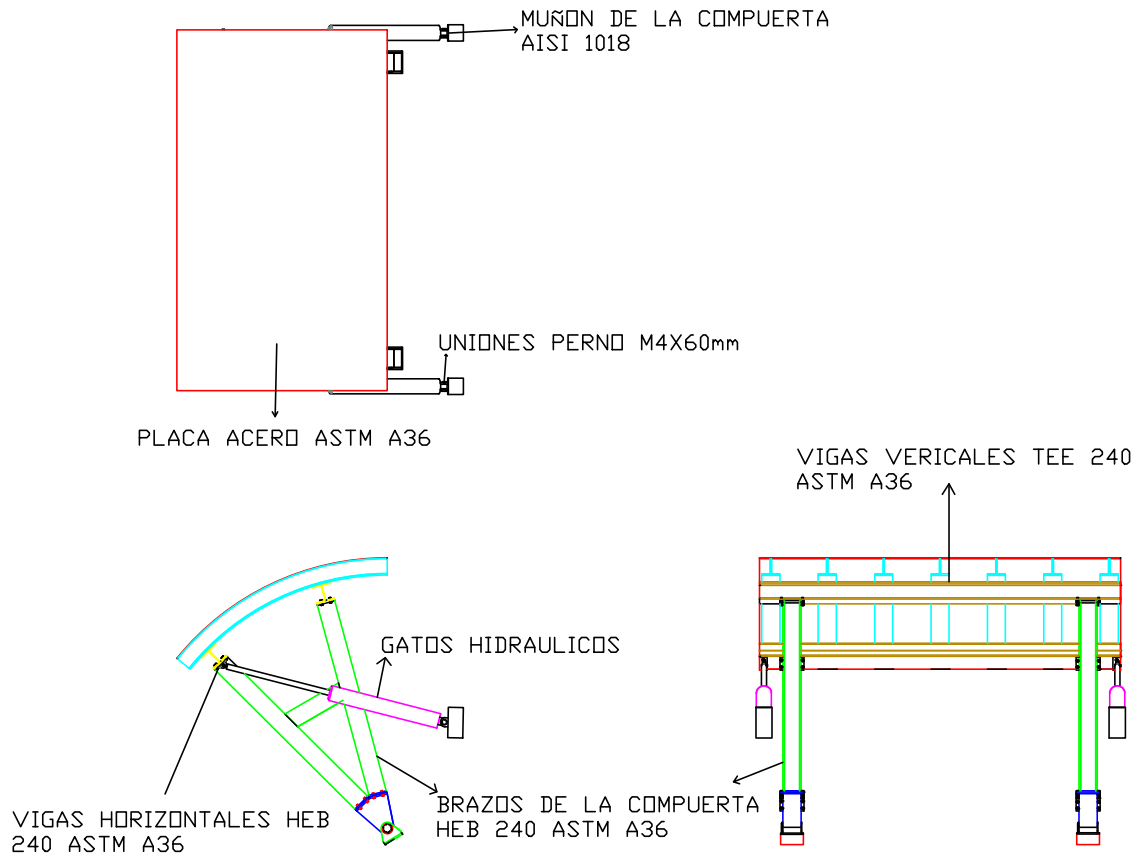 MUÑON DE LA COMPUERTA
AISI 1018
UNIONES PERNO M4X60mm
PLACA ACERO ASTM A36
VIGAS VERICALES TEE 240
ASTM A36
GATOS HIDRAULICOS
BRAZOS DE LA COMPUERTA
HEB 240 ASTM A36
VIGAS HORIZONTALES HEB
240 ASTM A36